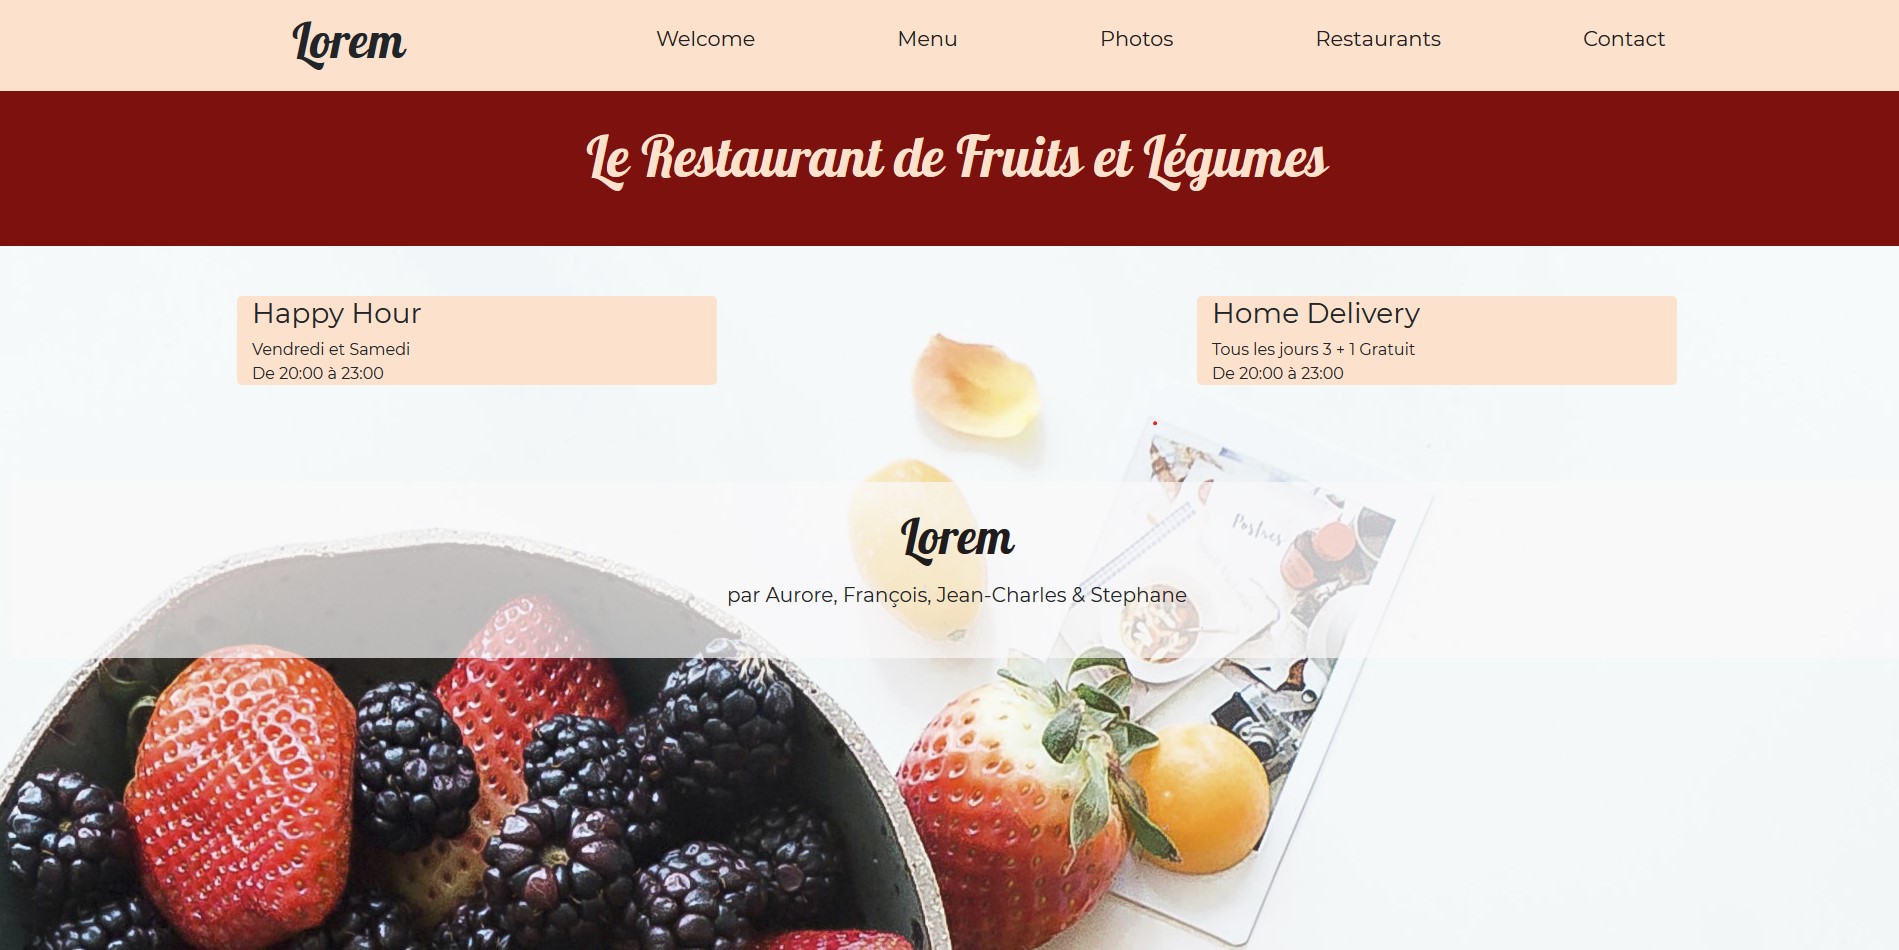 Lorem
Welcome
Menu
Photos
Restaurants
Contact
Le Restaurant de Fruits et Légumes
Happy Hour
Vendredi et Samedi
De 20:00 à 23:00
Home Delivery
Tous les jours 3 + 1 Gratuit
De 20:00 à 23:00
Postres
Lorem
par Aurore, François, Jean-Charles & Stephane